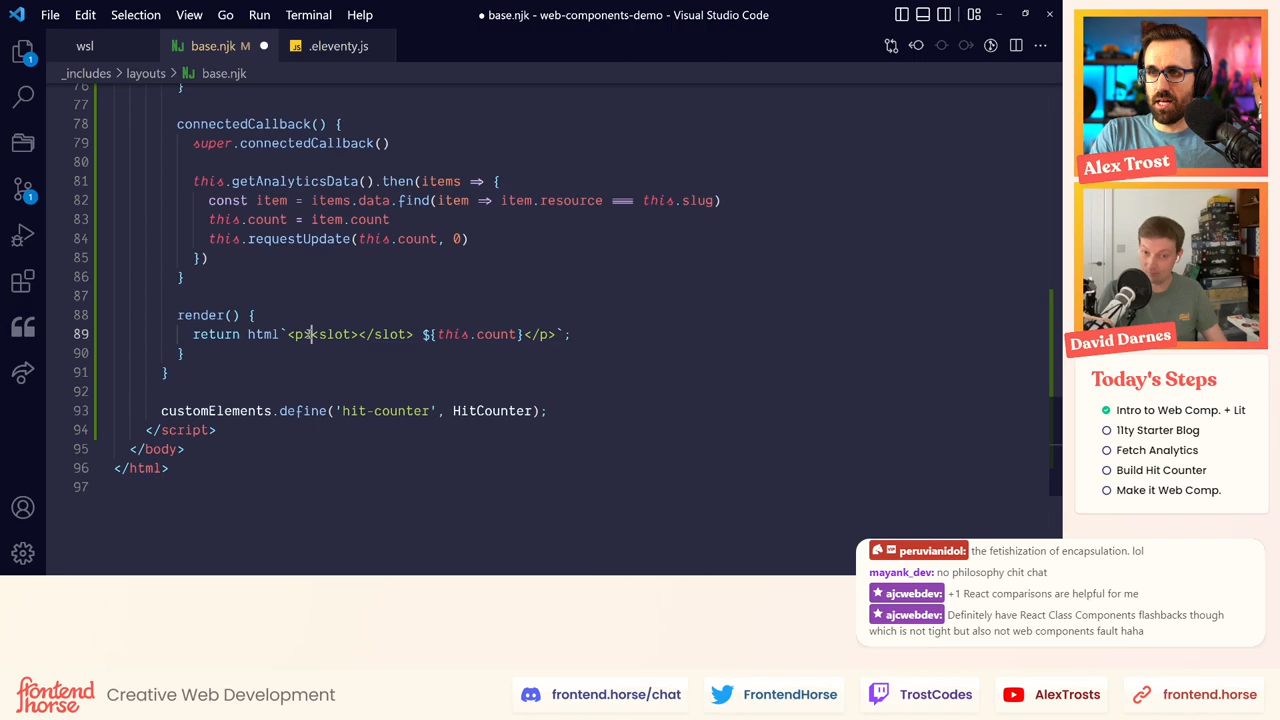 File Edit Selection View Go Run Terminal Help
● base.njk - web-components-demo - Visual Studio Code
wsl
base.njk M ●
.eleventy.js
_includes > layouts > base.njk
76 }
77
78 connectedCallback() {
79 super.connectedCallback()
80
81 this.getAnalyticsData().then(items => {
82 const item = items.data.find(item => item.resource === this.slug)
83 this.count = item.count
84 this.requestUpdate(this.count, 0)
85 })
86 }
87
88 render() {
89 return html`<p><slot></slot> ${this.count}</p>`;
90 }
91 }
92
93 customElements.define('hit-counter', HitCounter);
94 </script>
95 </body>
96 </html>
97
1
1
Alex Trost
David Darnes
Today's Steps
Intro to Web Comp. + Lit
11ty Starter Blog
Fetch Analytics
Build Hit Counter
Make it Web Comp.
peruvianidol: the fetishization of encapsulation. lol
mayank_dev: no philosophy chit chat
ajcwebdev: +1 React comparisons are helpful for me
ajcwebdev: Definitely have React Class Components flashbacks though
which is not tight but also not web components fault haha
frontend
horse
Creative Web Development
frontend.horse/chat
FrontendHorse
TrostCodes
AlexTrosts
frontend.horse